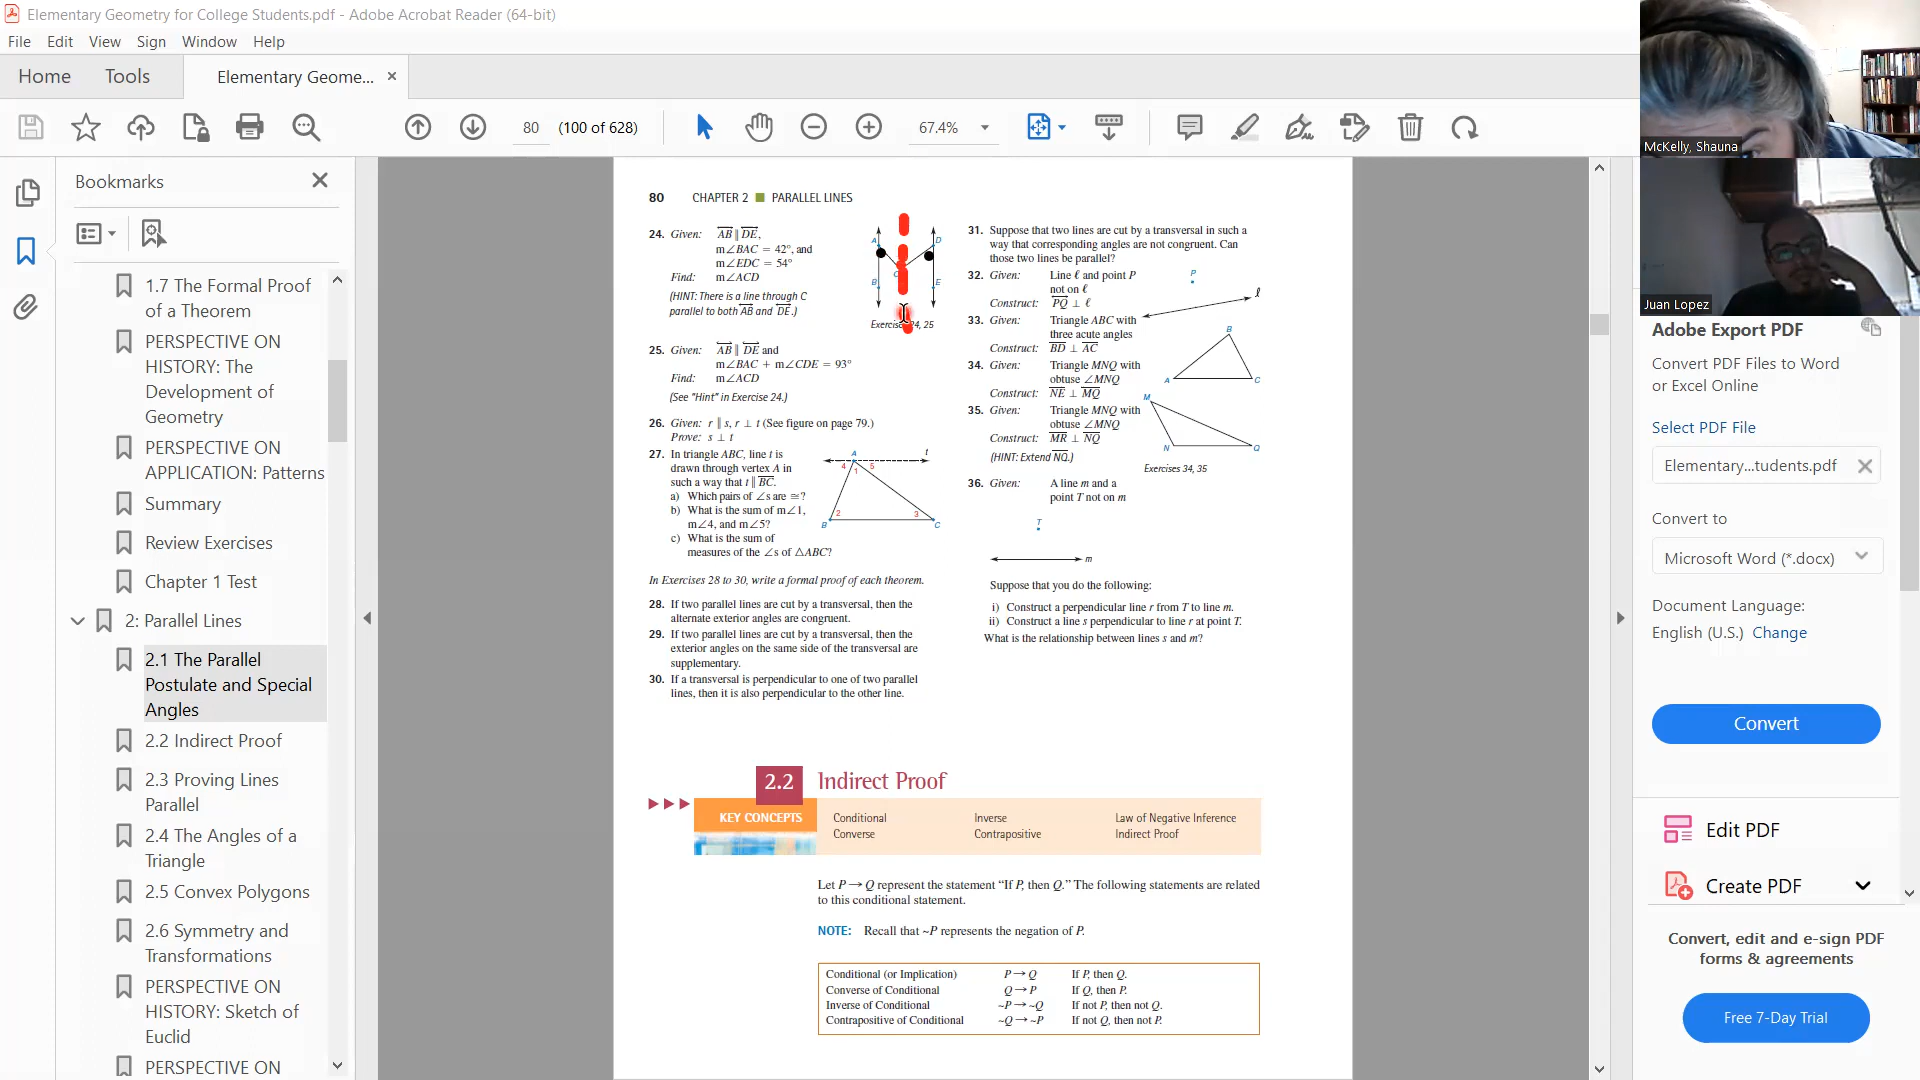 Elementary Geometry for College Students.pdf - Adobe Acrobat Reader (64-bit)
File Edit View Sign Window Help
Home Tools Elementary Geome... ×
80 (100 of 628) 67.4%
Bookmarks
1.7 The Formal Proof
of a Theorem
PERSPECTIVE ON
HISTORY: The
Development of
Geometry
PERSPECTIVE ON
APPLICATION: Patterns
Summary
Review Exercises
Chapter 1 Test
2: Parallel Lines
2.1 The Parallel
Postulate and Special
Angles
2.2 Indirect Proof
2.3 Proving Lines
Parallel
2.4 The Angles of a
Triangle
2.5 Convex Polygons
2.6 Symmetry and
Transformations
PERSPECTIVE ON
HISTORY: Sketch of
Euclid
PERSPECTIVE ON
80 CHAPTER 2 ■ PARALLEL LINES
24. Given: AB ∥ DE,
m∠BAC = 42°, and
m∠EDC = 54°
Find: m∠ACD
(HINT: There is a line through C
parallel to both AB and DE.)
A
D
C
B
E
Exercises 24, 25
25. Given: AB ∥ DE and
m∠BAC + m∠CDE = 93°
Find: m∠ACD
(See "Hint" in Exercise 24.)
26. Given: r ∥ s, r ⊥ t (See figure on page 79.)
Prove: s ⊥ t
27. In triangle ABC, line t is
drawn through vertex A in
such a way that t ∥ BC.
a) Which pairs of ∠s are ≅?
b) What is the sum of m∠1,
m∠4, and m∠5?
c) What is the sum of
measures of the ∠s of △ABC?
A t
4 1 5
2 3
B C
In Exercises 28 to 30, write a formal proof of each theorem.
28. If two parallel lines are cut by a transversal, then the
alternate exterior angles are congruent.
29. If two parallel lines are cut by a transversal, then the
exterior angles on the same side of the transversal are
supplementary.
30. If a transversal is perpendicular to one of two parallel
lines, then it is also perpendicular to the other line.
31. Suppose that two lines are cut by a transversal in such a
way that corresponding angles are not congruent. Can
those two lines be parallel?
32. Given: Line ℓ and point P
not on ℓ
Construct: PQ ⊥ ℓ
P
ℓ
33. Given: Triangle ABC with
three acute angles
Construct: BD ⊥ AC
B
A C
34. Given: Triangle MNQ with
obtuse ∠MNQ
Construct: NE ⊥ MQ
35. Given: Triangle MNQ with
obtuse ∠MNQ
Construct: MR ⊥ NQ
(HINT: Extend NQ.)
M
N Q
Exercises 34, 35
36. Given: A line m and a
point T not on m
T
m
Suppose that you do the following:
i) Construct a perpendicular line r from T to line m.
ii) Construct a line s perpendicular to line r at point T.
What is the relationship between lines s and m?
2.2 Indirect Proof
KEY CONCEPTS
Conditional Inverse Law of Negative Inference
Converse Contrapositive Indirect Proof
Let P → Q represent the statement “If P, then Q.” The following statements are related
to this conditional statement.
NOTE: Recall that ~P represents the negation of P.
Conditional (or Implication) P → Q If P, then Q.
Converse of Conditional Q → P If Q, then P.
Inverse of Conditional ~P → ~Q If not P, then not Q.
Contrapositive of Conditional ~Q → ~P If not Q, then not P.
McKelly, Shauna
Juan Lopez
Adobe Export PDF
Convert PDF Files to Word
or Excel Online
Select PDF File
Elementary...tudents.pdf
Convert to
Microsoft Word (*.docx)
Document Language:
English (U.S.) Change
Convert
Edit PDF
Create PDF
Convert, edit and e-sign PDF
forms & agreements
Free 7-Day Trial